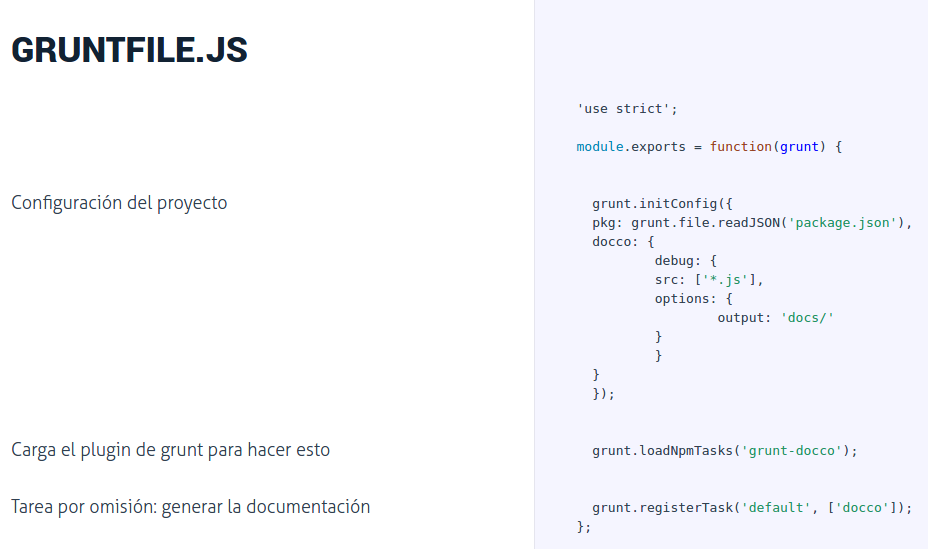 GRUNTFILE.JS
'use strict';
module.exports = function(grunt) {
Configuración del proyecto
grunt.initConfig({
pkg: grunt.file.readJSON('package.json'),
docco: {
debug: {
src: ['*.js'],
options: {
output: 'docs/'
}
}
}
});
Carga el plugin de grunt para hacer esto
grunt.loadNpmTasks('grunt-docco');
Tarea por omisión: generar la documentación
grunt.registerTask('default', ['docco']);
};